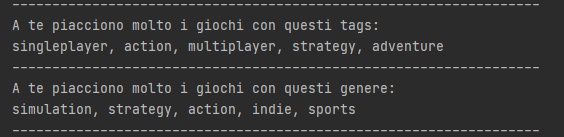 ------------------------------------------------------------------
A te piacciono molto i giochi con questi tags:
singleplayer, action, multiplayer, strategy, adventure
------------------------------------------------------------------
A te piacciono molto i giochi con questi genere:
simulation, strategy, action, indie, sports
------------------------------------------------------------------